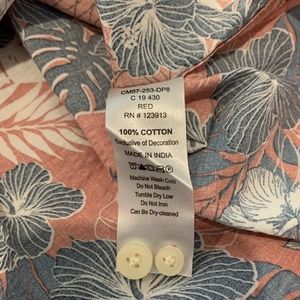 CM57-253-DP8
C 19 430
RED
RN # 123913
100% COTTON
Exclusive of Decoration
MADE IN INDIA
Machine Wash Cold
Do Not Bleach
Tumble Dry Low
Do Not Iron
Can Be Dry-cleaned